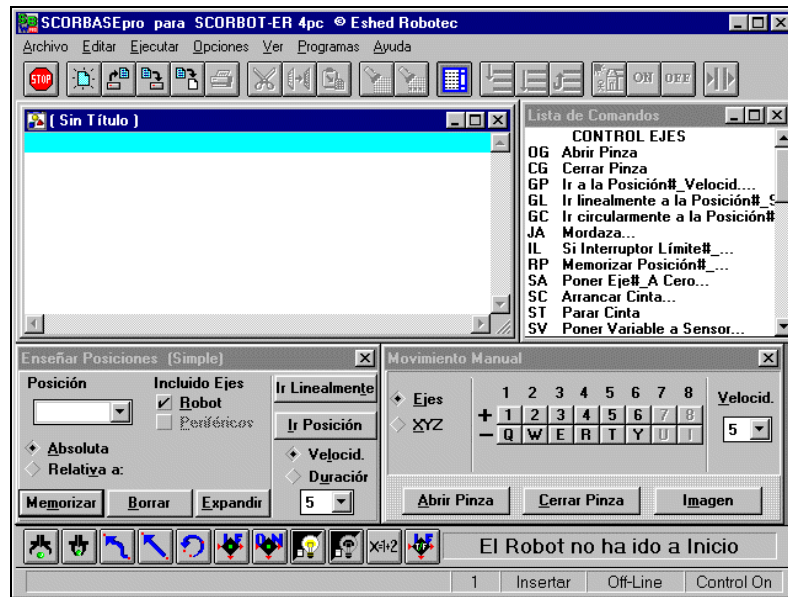 SCORBASEpro para SCORBOT-ER 4pc © Eshed Robotec
Archivo Editar Ejecutar Opciones Ver Programas Ayuda
STOP ON OFF
( Sin Título )
Lista de Comandos
CONTROL EJES
OG Abrir Pinza
CG Cerrar Pinza
GP Ir a la Posición#_Velocid....
GL Ir linealmente a la Posición#_S
GC Ir circularmente a la Posición#
JA Mordaza...
IL Si Interruptor Límite#_...
RP Memorizar Posición#_...
SA Poner Eje#_A Cero...
SC Arrancar Cinta...
ST Parar Cinta
SV Poner Variable a Sensor...
Enseñar Posiciones (Simple)
Posición
Incluido Ejes
Robot
Periféricos
Absoluta
Relativa a:
Memorizar Borrar Expandir
Ir Linealmente
Ir Posición
Velocid.
Duración
5
Movimiento Manual
Ejes
XYZ
1 2 3 4 5 6 7 8
+ 1 2 3 4 5 6 7 8
- Q W E R T Y U I
Velocid.
5
Abrir Pinza Cerrar Pinza Imagen
IF ON IF X=1+2 IF
El Robot no ha ido a Inicio
1 Insertar Off-Line Control On